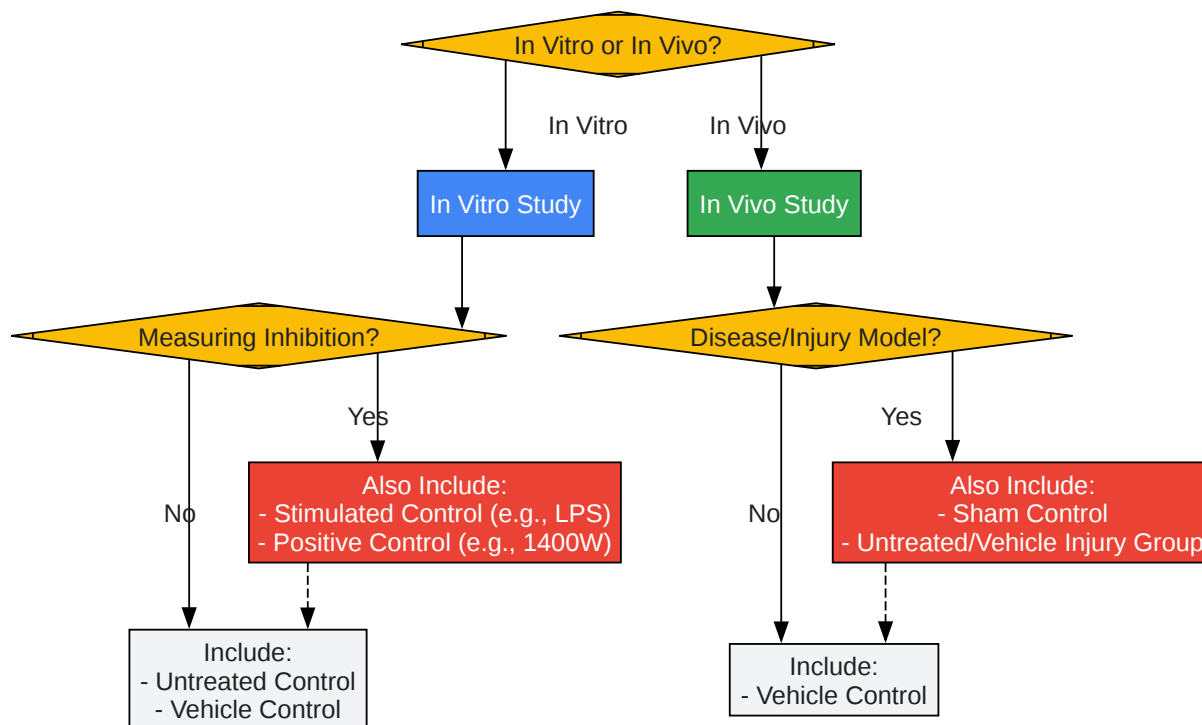 In Vitro or In Vivo?
In Vitro
In Vivo
In Vitro Study
In Vivo Study
Measuring Inhibition?
Disease/Injury Model?
Yes
Yes
Also Include:
- Stimulated Control (e.g., LPS)
- Positive Control (e.g., 1400W)
Also Include:
- Sham Control
- Untreated/Vehicle Injury Group
No
No
Include:
- Untreated Control
- Vehicle Control
Include:
- Vehicle Control